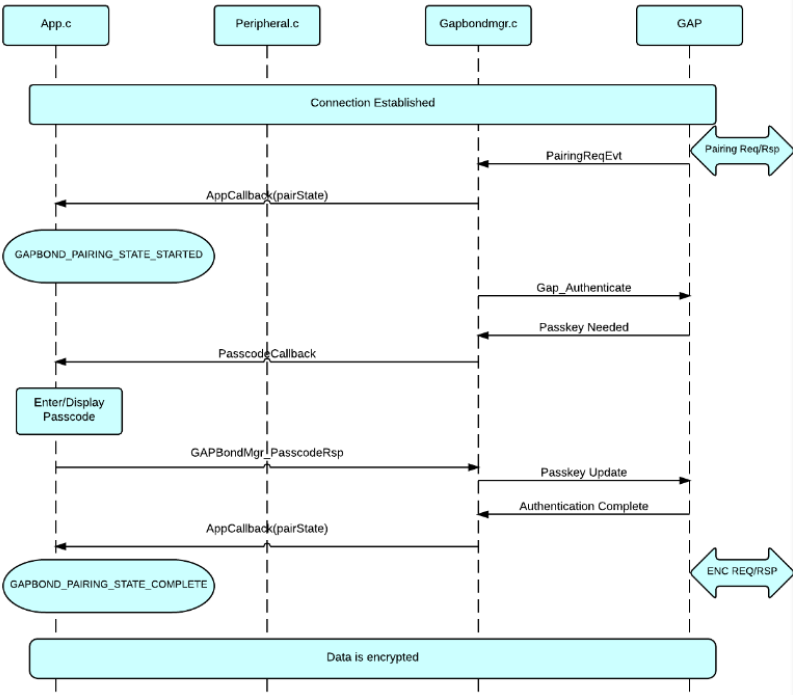 App.c
Peripheral.c
Gapbondmgr.c
GAP
Connection Established
Pairing Req/Rsp
PairingReqEvt
AppCallback(pairState)
GAPBOND_PAIRING_STATE_STARTED
Gap_Authenticate
Passkey Needed
PasscodeCallback
Enter/Display
Passcode
GAPBondMgr_PasscodeRsp
Passkey Update
Authentication Complete
AppCallback(pairState)
ENC REQ/RSP
GAPBOND_PAIRING_STATE_COMPLETE
Data is encrypted